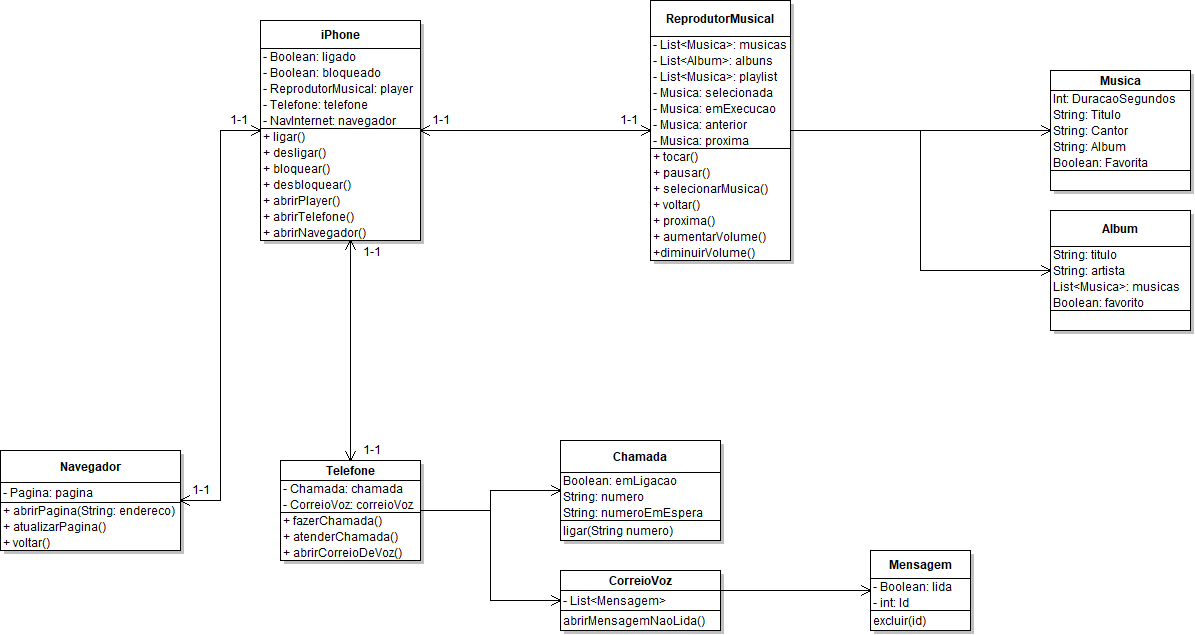 iPhone
- Boolean: ligado
- Boolean: bloqueado
- ReprodutorMusical: player
- Telefone: telefone
- NavInternet: navegador
+ ligar()
+ desligar()
+ bloquear()
+ desbloquear()
+ abrirPlayer()
+ abrirTelefone()
+ abrirNavegador()
1-1
1-1
1-1
1-1
ReprodutorMusical
- List<Musica>: musicas
- List<Album>: albuns
- List<Musica>: playlist
- Musica: selecionada
- Musica: emExecucao
- Musica: anterior
- Musica: proxima
+ tocar()
+ pausar()
+ selecionarMusica()
+ voltar()
+ proxima()
+ aumentarVolume()
+diminuirVolume()
Musica
Int: DuracaoSegundos
String: Titulo
String: Cantor
String: Album
Boolean: Favorita
Album
String: titulo
String: artista
List<Musica>: musicas
Boolean: favorito
Navegador
- Pagina: pagina
+ abrirPagina(String: endereco)
+ atualizarPagina()
+ voltar()
1-1
1-1
Telefone
- Chamada: chamada
- CorreioVoz: correioVoz
+ fazerChamada()
+ atenderChamada()
+ abrirCorreioDeVoz()
Chamada
Boolean: emLigacao
String: numero
String: numeroEmEspera
ligar(String numero)
CorreioVoz
- List<Mensagem>
abrirMensagemNaoLida()
Mensagem
- Boolean: lida
- int: Id
excluir(id)